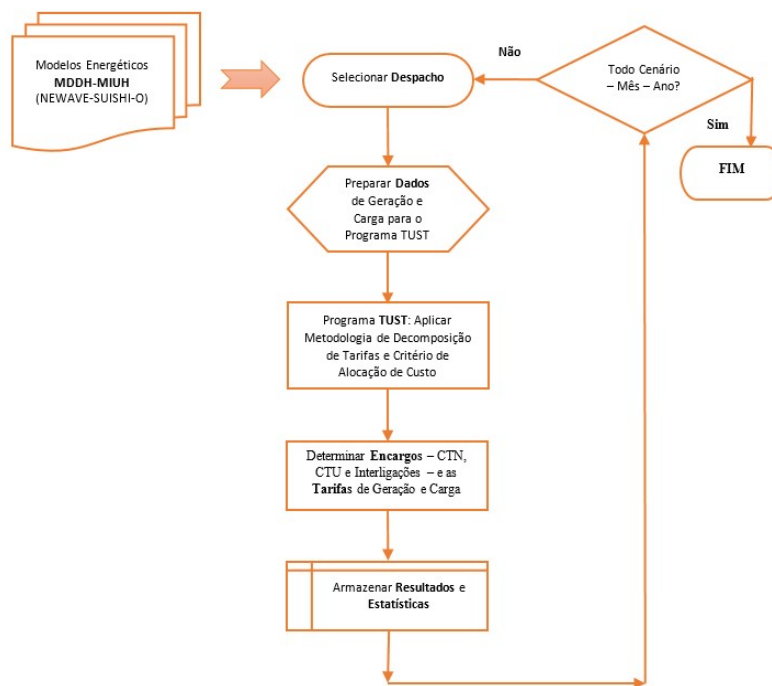 Modelos Energéticos
MDDH-MIUH
(NEWAVE-SUISHI-O)
Selecionar Despacho
Não
Todo Cenário
– Mês – Ano?
Sim
FIM
Preparar Dados
de Geração e
Carga para o
Programa TUST
Programa TUST: Aplicar
Metodologia de Decomposição
de Tarifas e Critério de
Alocação de Custo
Determinar Encargos – CTN,
CTU e Interligações – e as
Tarifas de Geração e Carga
Armazenar Resultados e
Estatísticas